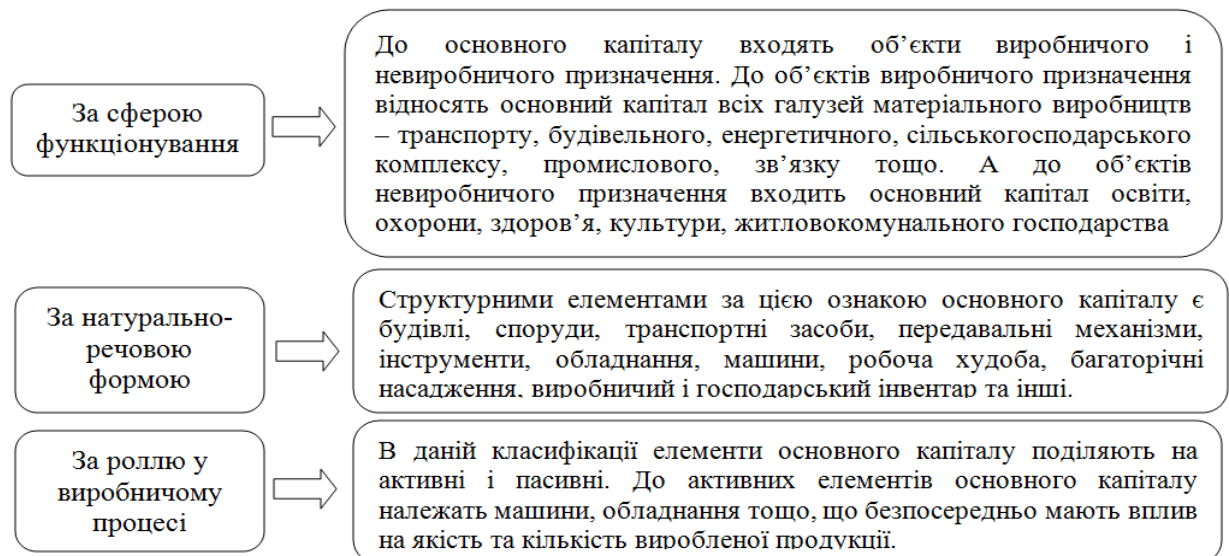 За сферою
функціонування
До основного капіталу входять об’єкти виробничого і
невиробничого призначення. До об’єктів виробничого призначення
відносять основний капітал всіх галузей матеріального виробництв
– транспорту, будівельного, енергетичного, сільськогосподарського
комплексу, промислового, зв’язку тощо. А до об’єктів
невиробничого призначення входить основний капітал освіти,
охорони, здоров’я, культури, житловокомунального господарства
За натурально-
речовою
формою
Структурними елементами за цією ознакою основного капіталу є
будівлі, споруди, транспортні засоби, передавальні механізми,
інструменти, обладнання, машини, робоча худоба, багаторічні
насадження, виробничий і господарський інвентар та інші.
За роллю у
виробничому
процесі
В даній класифікації елементи основного капіталу поділяють на
активні і пасивні. До активних елементів основного капіталу
належать машини, обладнання тощо, що безпосередньо мають вплив
на якість та кількість виробленої продукції.